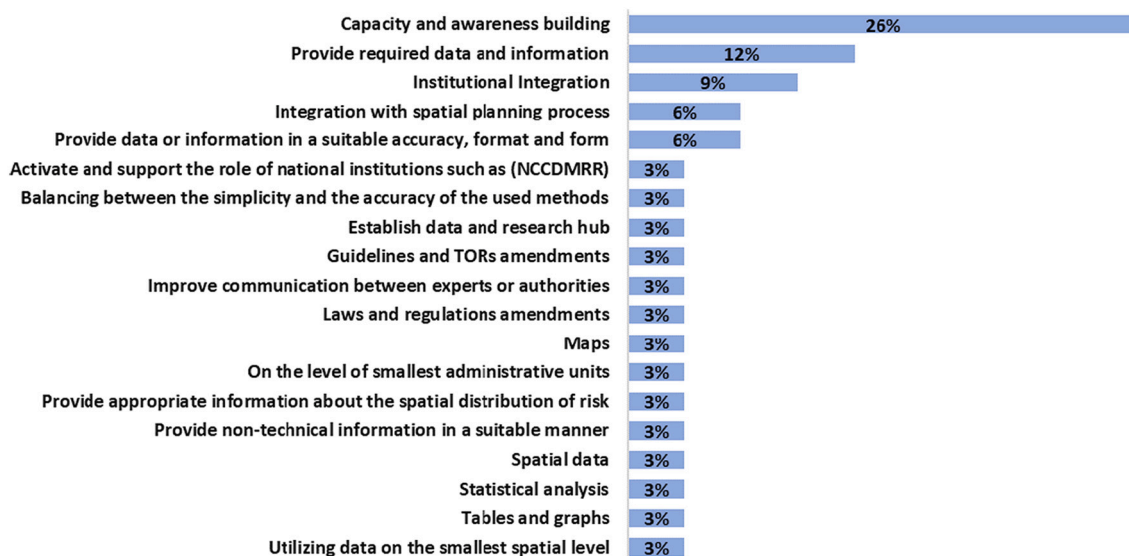 Capacity and awareness building 26%
Provide required data and information 12%
Institutional Integration 9%
Integration with spatial planning process 6%
Provide data or information in a suitable accuracy, format and form 6%
Activate and support the role of national institutions such as (NCCDMRR) 3%
Balancing between the simplicity and the accuracy of the used methods 3%
Establish data and research hub 3%
Guidelines and TORs amendments 3%
Improve communication between experts or authorities 3%
Laws and regulations amendments 3%
Maps 3%
On the level of smallest administrative units 3%
Provide appropriate information about the spatial distribution of risk 3%
Provide non-technical information in a suitable manner 3%
Spatial data 3%
Statistical analysis 3%
Tables and graphs 3%
Utilizing data on the smallest spatial level 3%